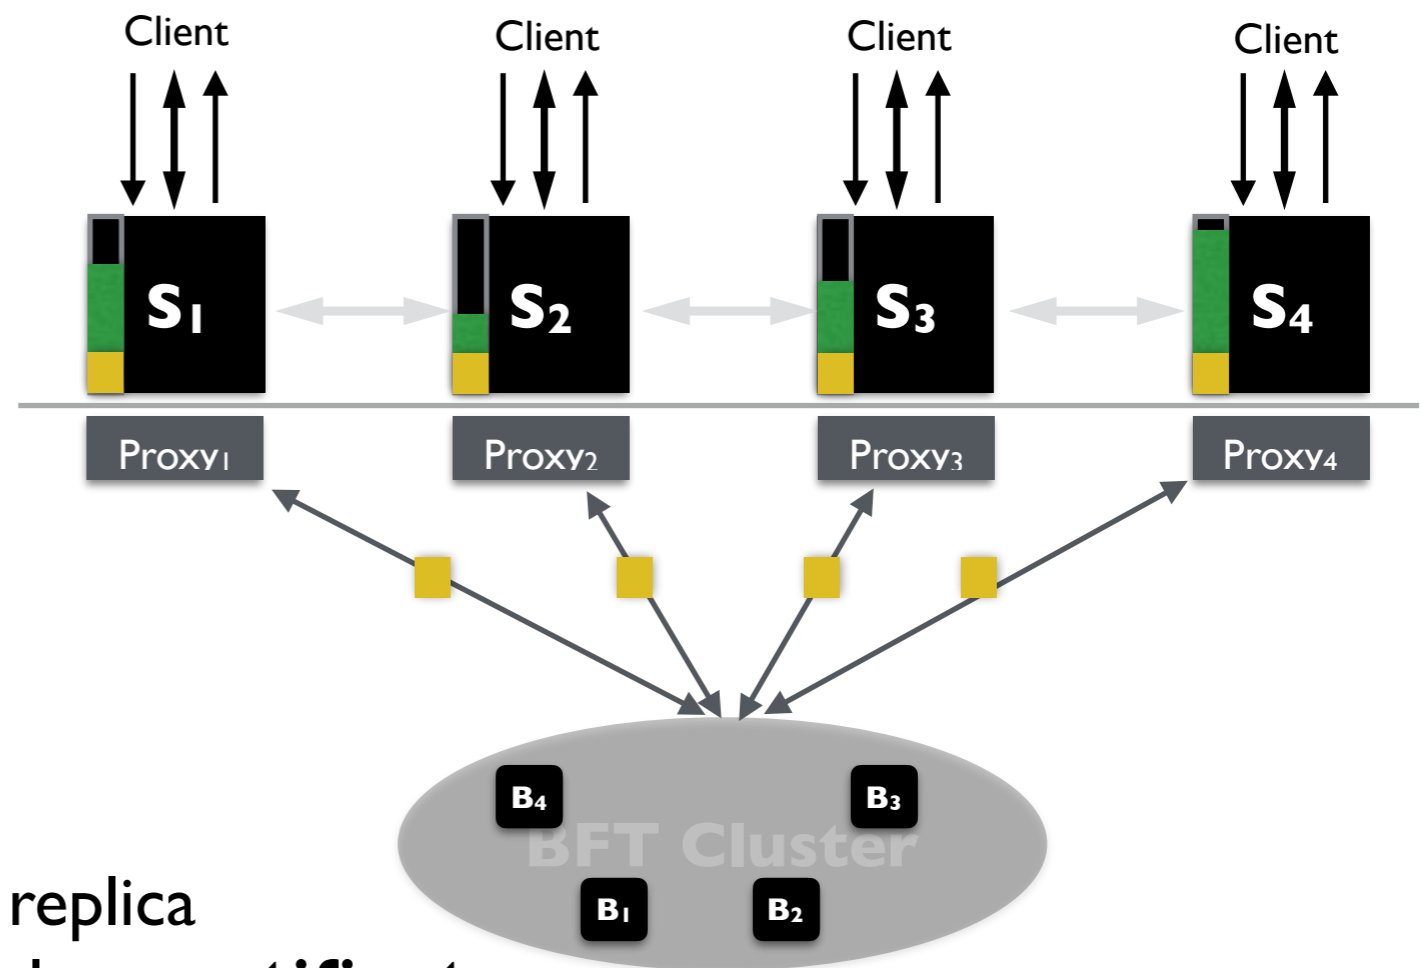 Client Client Client Client
S1 S2 S3 S4
Proxy1 Proxy2 Proxy3 Proxy4
B4 B3
BFT Cluster
replica
B1 B2